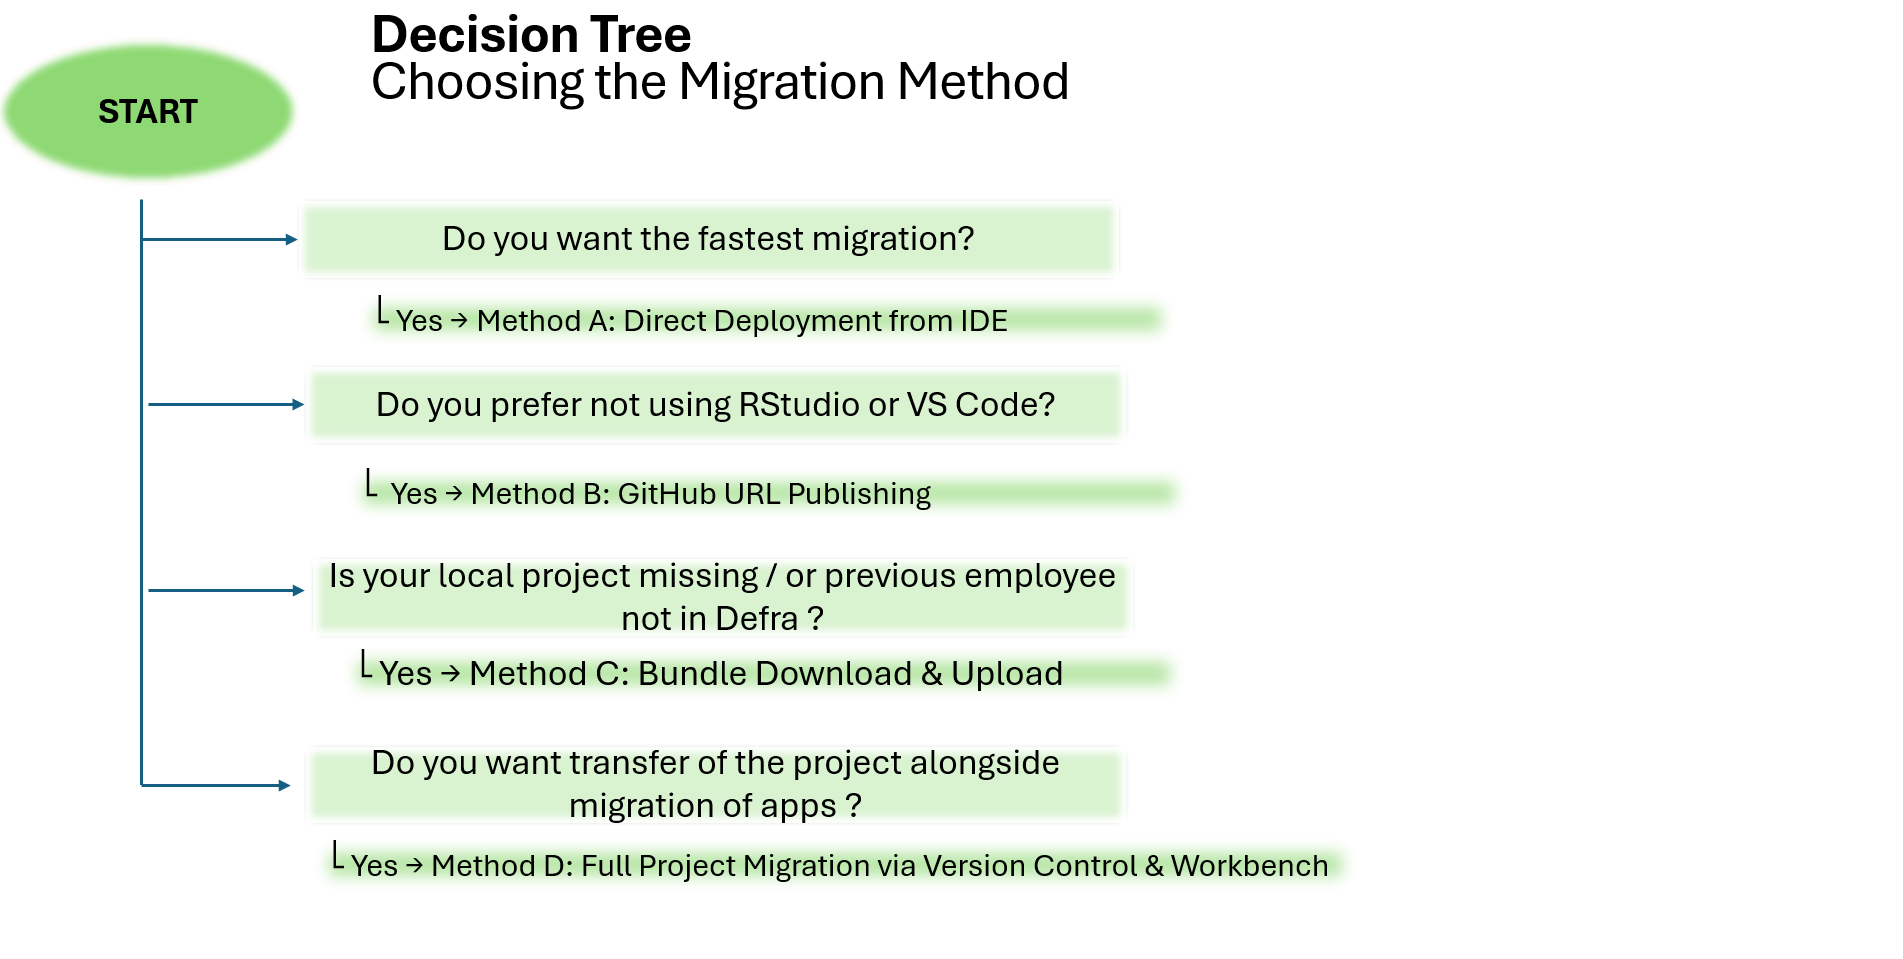 Decision Tree
Choosing the Migration Method
START
Do you want the fastest migration?
└ Yes → Method A: Direct Deployment from IDE
Do you prefer not using RStudio or VS Code?
└ Yes → Method B: GitHub URL Publishing
Is your local project missing / or previous employee
not in Defra ?
└ Yes → Method C: Bundle Download & Upload
Do you want transfer of the project alongside
migration of apps ?
└ Yes → Method D: Full Project Migration via Version Control & Workbench